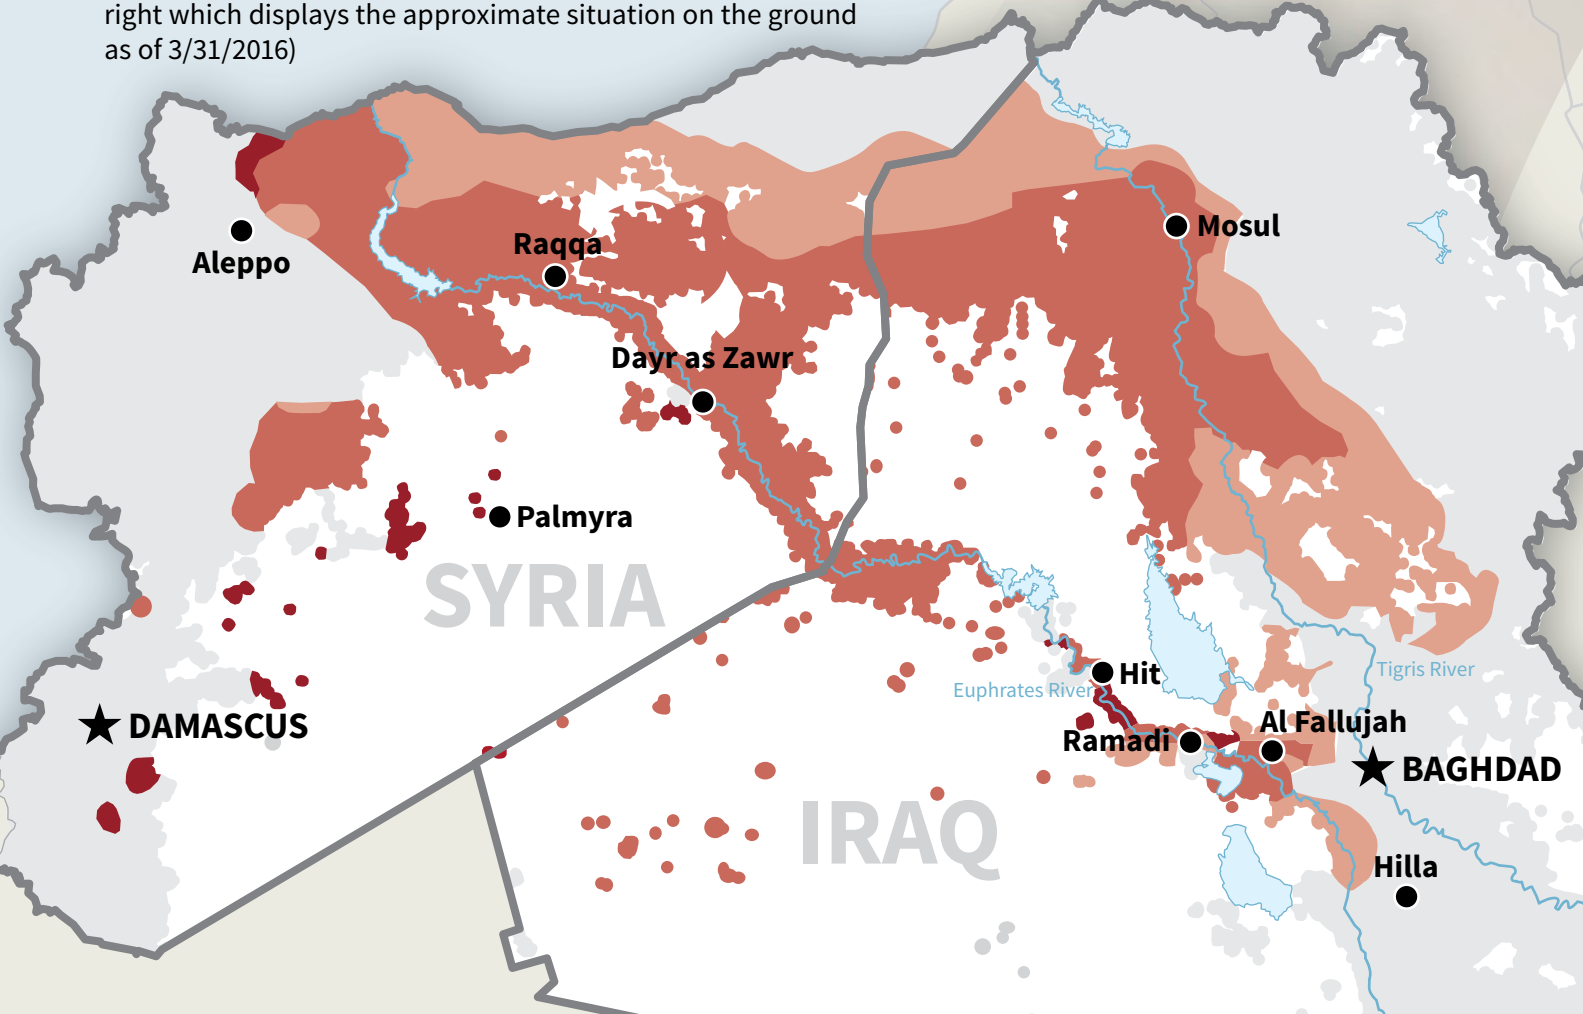 right which displays the approximate situation on the ground
as of 3/31/2016)
Mosul
Raqqa
Aleppo
Dayr as Zawr
Palmyra
SYRIA
Tigris River
Hit
Euphrates River
DAMASCUS
Al Fallujah
Ramadi
BAGHDAD
IRAQ
Hilla